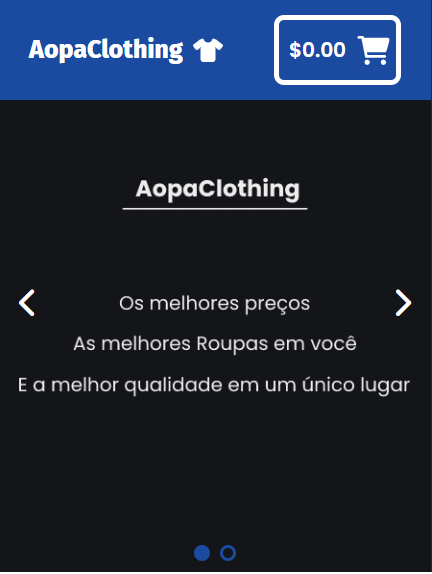 AopaClothing
$0.00
AopaClothing
Os melhores preços
As melhores Roupas em você
E a melhor qualidade em um único lugar